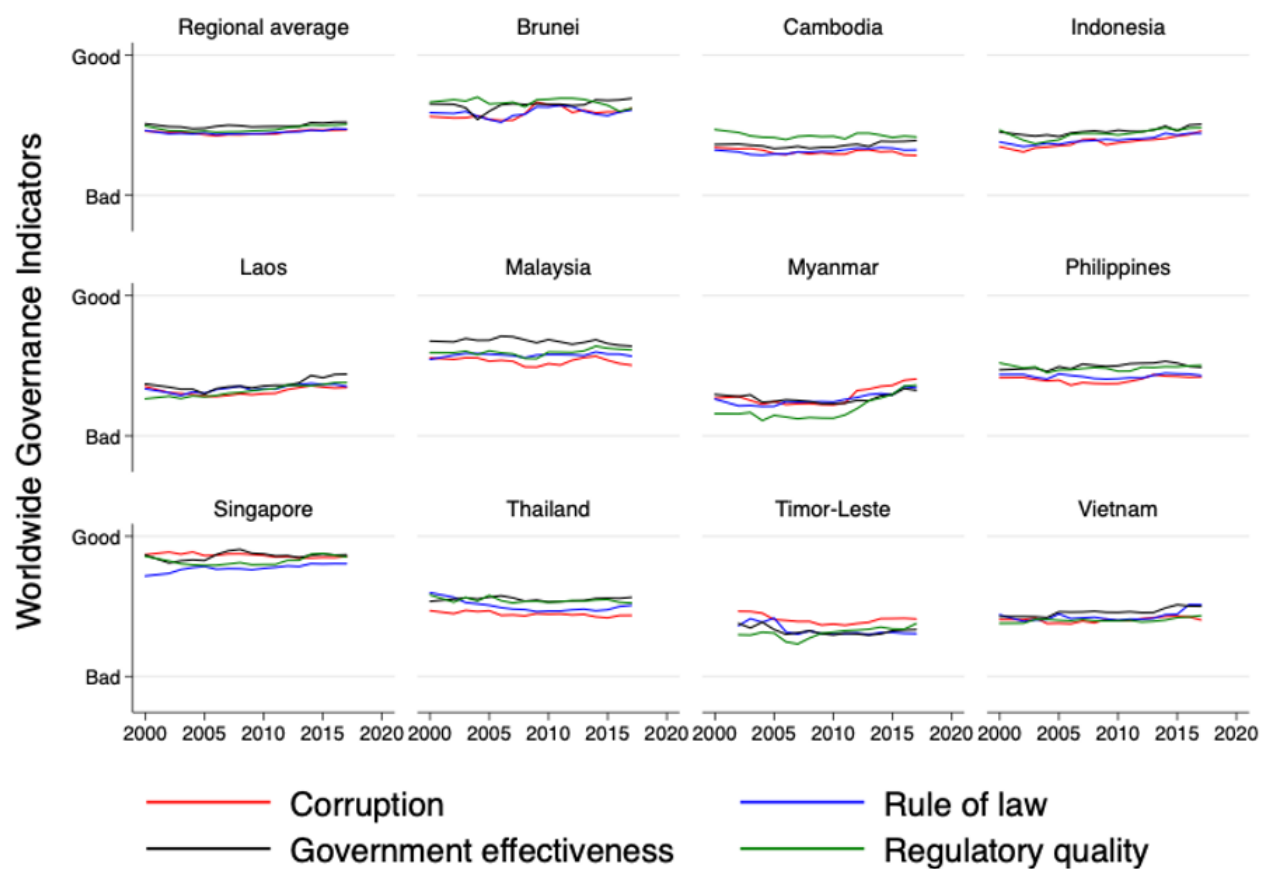 Regional average Brunei Cambodia Indonesia
Good
Bad
Worldwide Governance Indicators
Laos Malaysia Myanmar Philippines
Good
Bad
Singapore Thailand Timor-Leste Vietnam
Good
Bad
2000 2005 2010 2015 2020 2000 2005 2010 2015 2020 2000 2005 2010 2015 2020 2000 2005 2010 2015 2020
Corruption Rule of law
Government effectiveness Regulatory quality